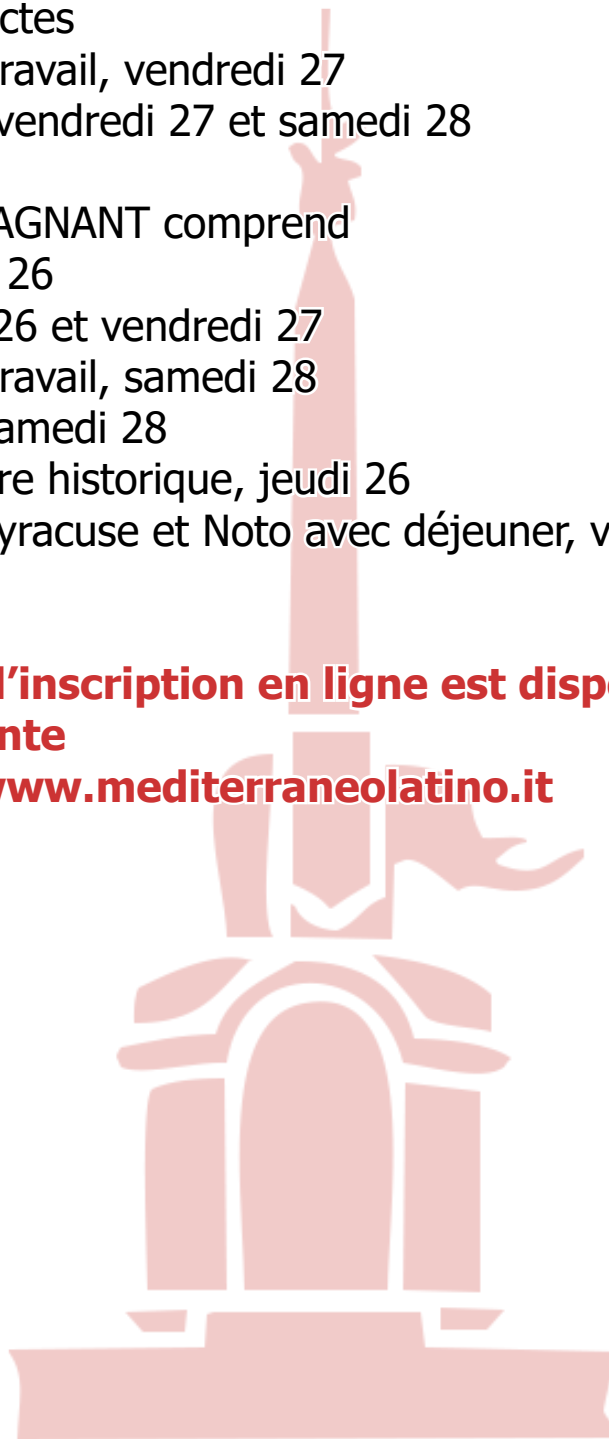 ctes
ravail, vendredi 27
vendredi 27 et samedi 28
AGNANT comprend
26
26 et vendredi 27
ravail, samedi 28
amedi 28
re historique, jeudi 26
yracuse et Noto avec déjeuner, v
l'inscription en ligne est disp
nte
www.mediterraneolatino.it